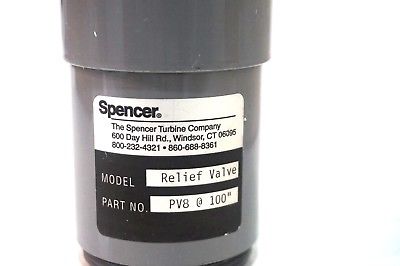 Spencer®
The Spencer Turbine Company
600 Day Hill Rd., Windsor, CT 06095
800-232-4321 • 860-688-8361
MODEL Relief Valve
PART NO. PV8 @ 100"